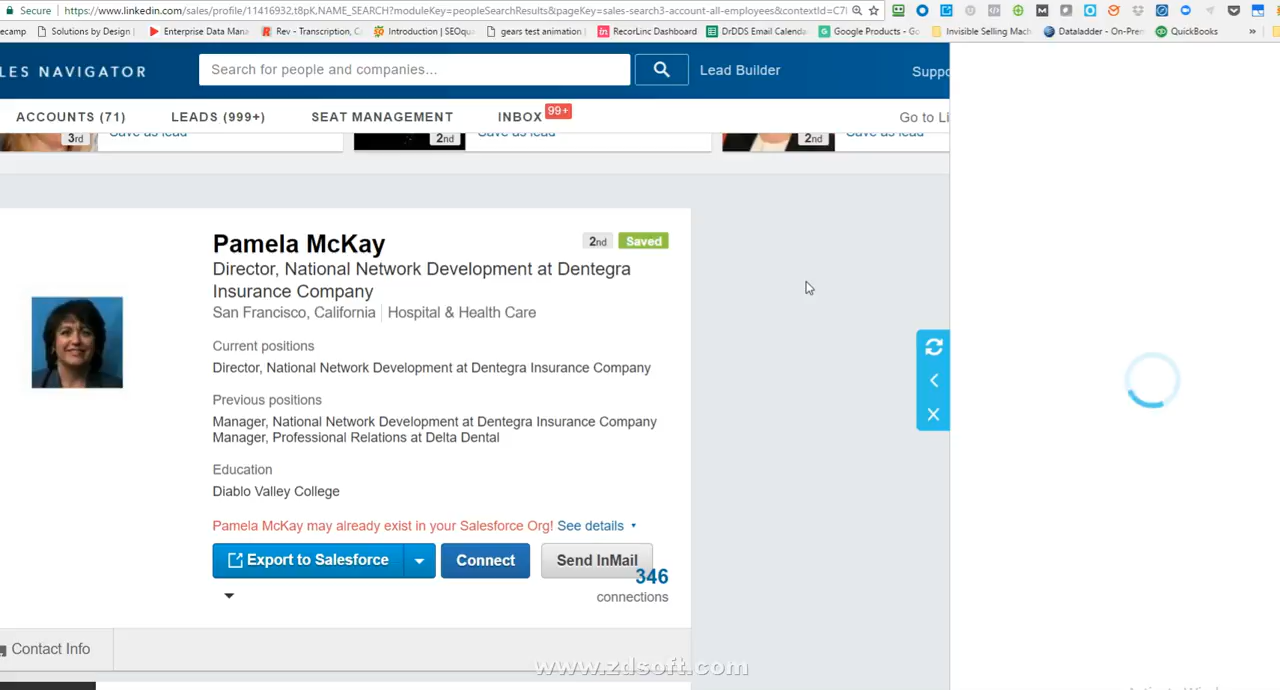 Secure
https://www.linkedin.com/sales/profile/11416932,t8pK,NAME_SEARCH?moduleKey=peopleSearchResults&pageKey=sales-search3-account-all-employees&contextId=C7
ecamp Solutions by Design Enterprise Data Mana Rev - Transcription, C Introduction | SEOqua gears test animation RecorLinc Dashboard DrDDS Email Calenda Google Products - Go Invisible Selling Mach Dataladder - On-Prem QuickBooks »
LES NAVIGATOR
Search for people and companies...
Lead Builder
Suppo
ACCOUNTS (71)
LEADS (999+)
SEAT MANAGEMENT
INBOX
99+
Go to Li
3rd
Save as lead
2nd
Save as lead
2nd
Save as lead
Pamela McKay
2nd
Saved
Director, National Network Development at Dentegra
Insurance Company
San Francisco, California | Hospital & Health Care
Current positions
Director, National Network Development at Dentegra Insurance Company
Previous positions
Manager, National Network Development at Dentegra Insurance Company
Manager, Professional Relations at Delta Dental
Education
Diablo Valley College
Pamela McKay may already exist in your Salesforce Org! See details
Export to Salesforce
Connect
Send InMail
346
connections
Contact Info
www.zdsoft.com